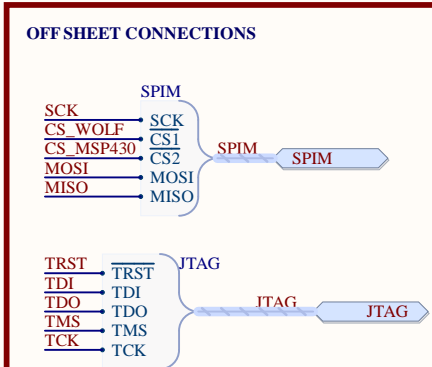 OFF SHEET CONNECTIONS
SPIM
SCK SCK
CS_WOLF CS1
CS_MSP430 CS2
MOSI MOSI
MISO MISO
SPIM SPIM
TRST TRST JTAG
TDI TDI
TDO TDO
TMS TMS
TCK TCK
JTAG JTAG